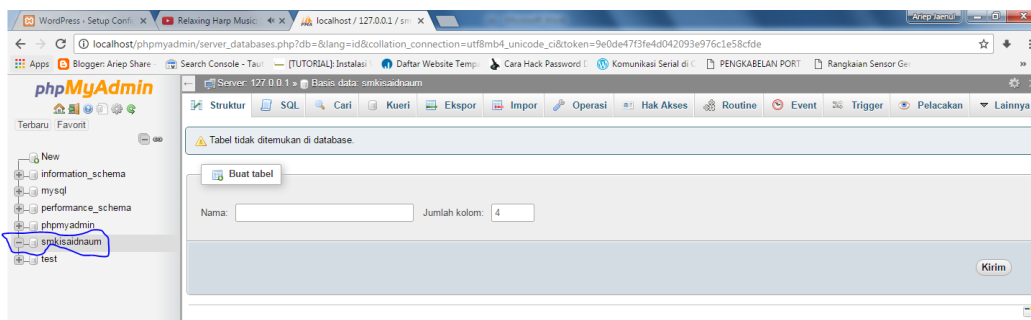 Ariep Jaenul
WordPress › Setup Confi
Relaxing Harp Music:
localhost / 127.0.0.1 / sm
localhost/phpmyadmin/server_databases.php?db=&lang=id&collation_connection=utf8mb4_unicode_ci&token=9e0de47f3fe4d042093e976c1e58cfde
Apps Blogger: Ariep Share - Search Console - Taut [TUTORIAL]: Instalasi Daftar Website Temp Cara Hack Password Komunikasi Serial di PENGKABELAN PORT Rangkaian Sensor Ge »
phpMyAdmin
Terbaru Favorit
New
information_schema
mysql
performance_schema
phpmyadmin
smkisaidnaum
test
Server: 127.0.0.1 » Basis data: smkisaidnaum
Struktur SQL Cari Kueri Ekspor Impor Operasi Hak Akses Routine Event Trigger Pelacakan Lainnya
Tabel tidak ditemukan di database.
Buat tabel
Nama: Jumlah kolom: 4
Kirim